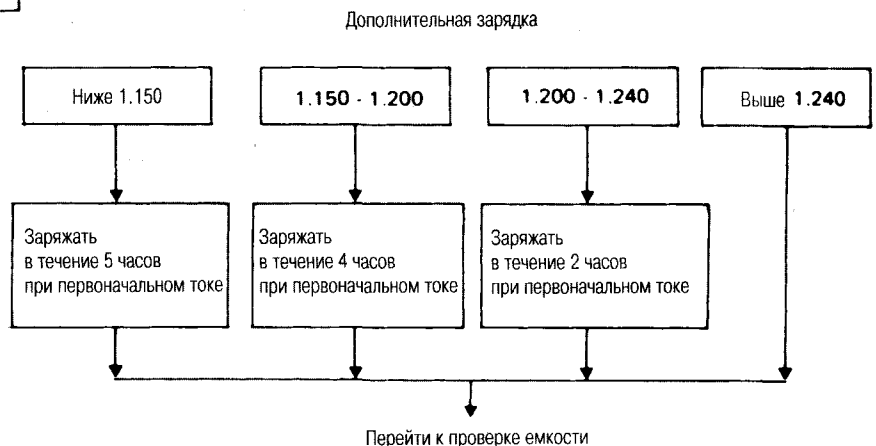 Дополнительная зарядка
Ниже 1.150
1.150 - 1.200
1.200 - 1.240
Выше 1.240
Заряжать
в течение 5 часов
при первоначальном токе
Заряжать
в течение 4 часов
при первоначальном токе
Заряжать
в течение 2 часов
при первоначальном токе
Перейти к проверке емкости